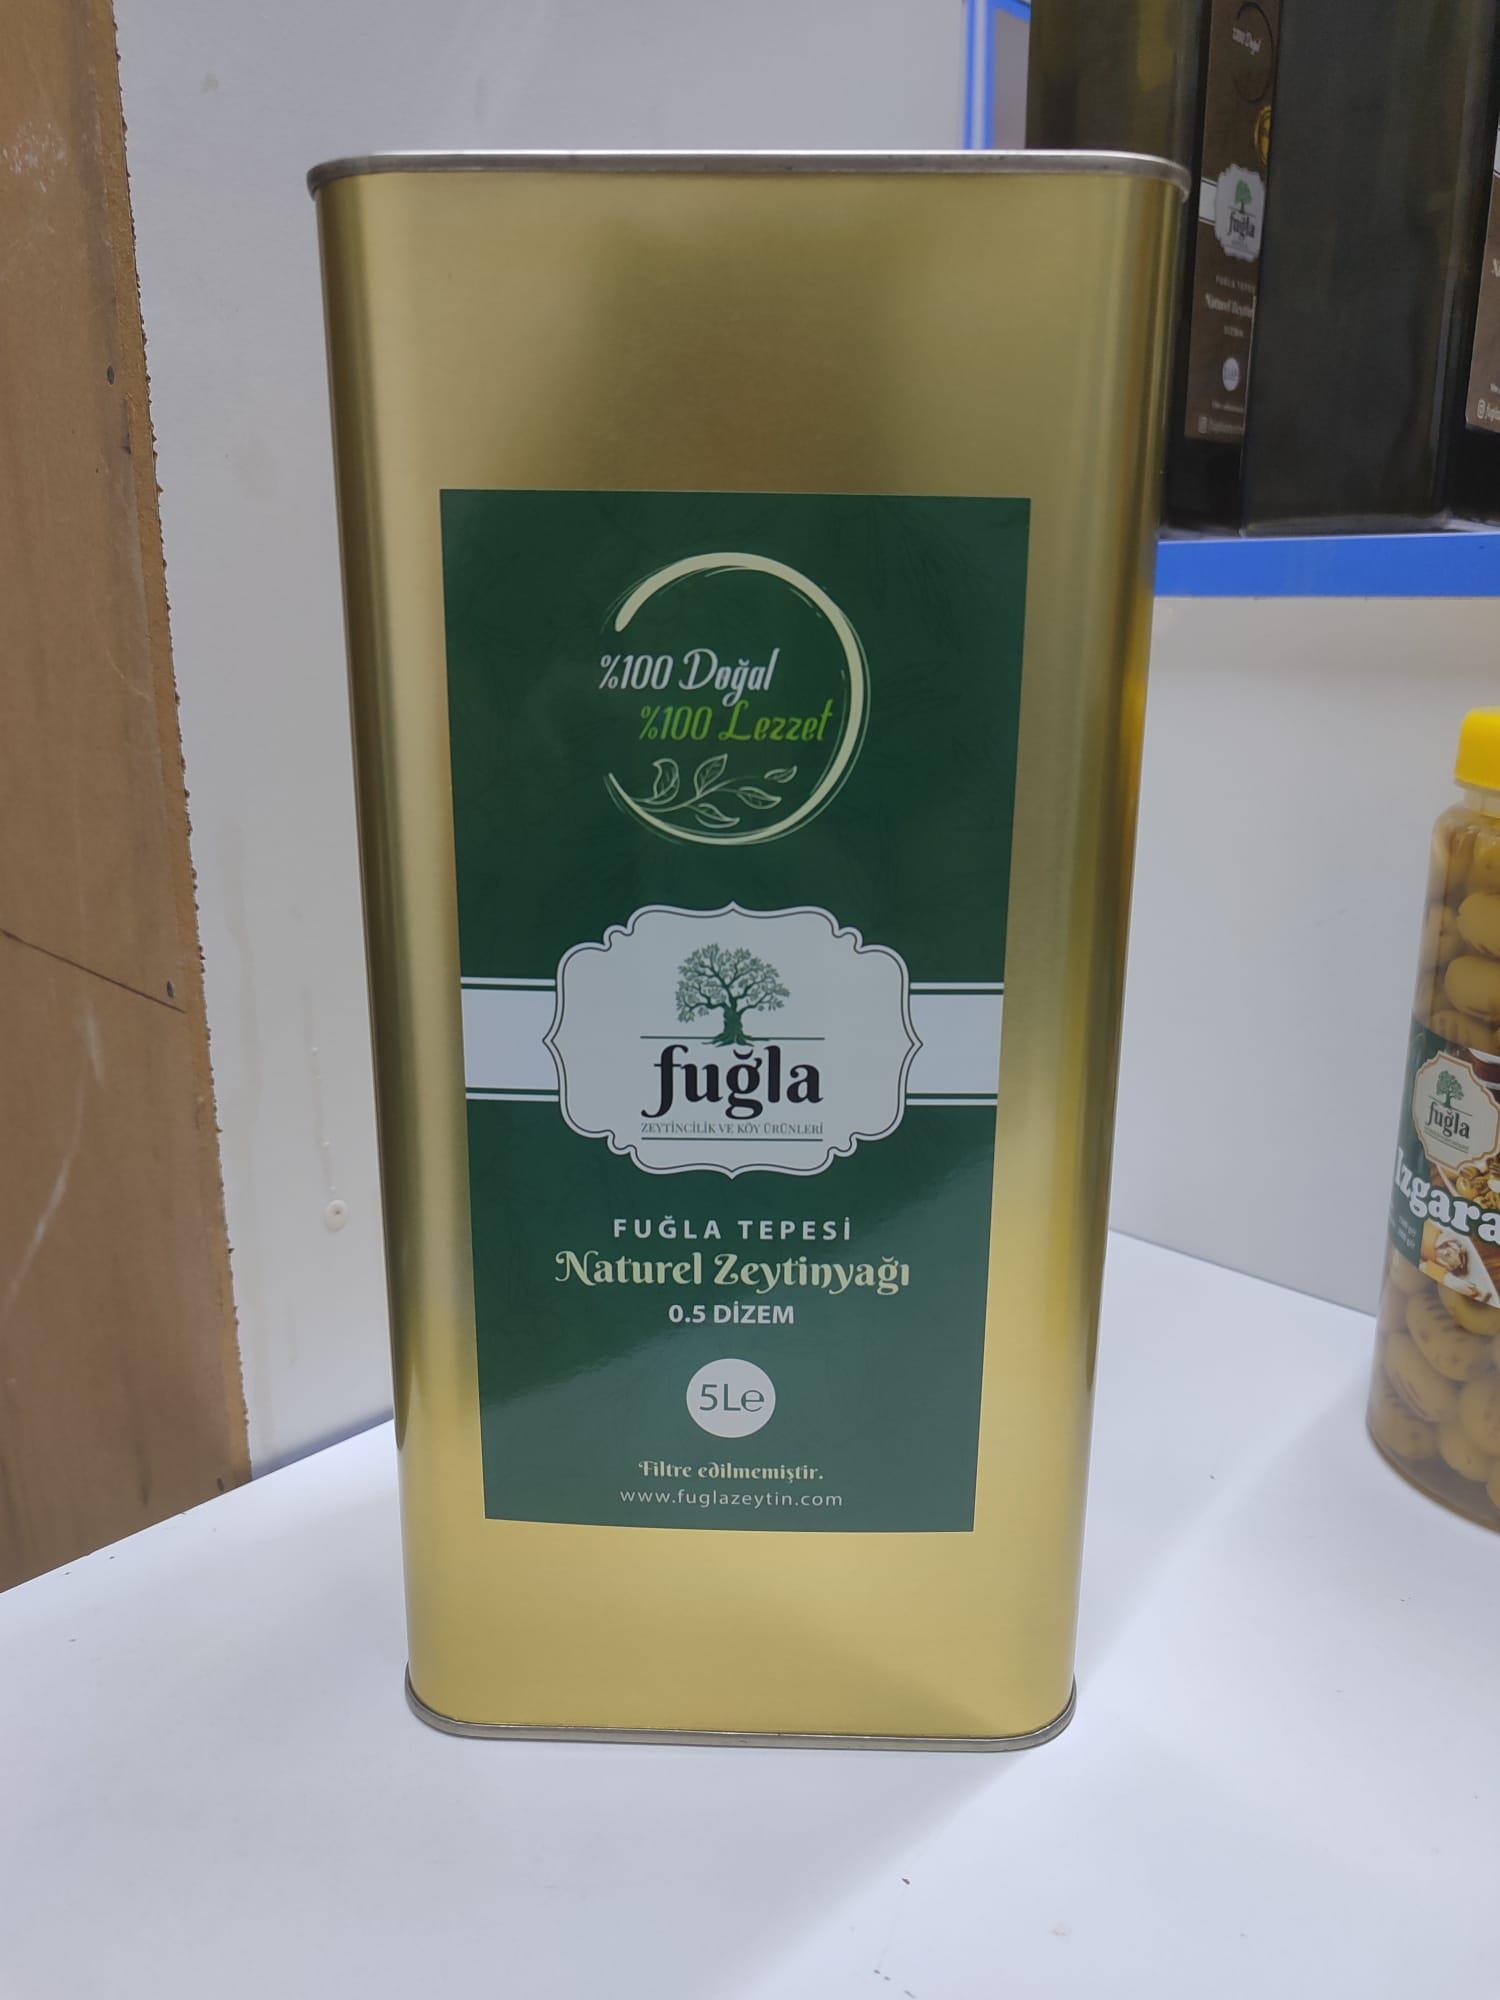 %100 Doğal
%100 Lezzet
fuğla
ZEYTİNCİLİK VE KÖY ÜRÜNLERİ
FUĞLA TEPESİ
Naturel Zeytinyağı
0.5 DİZEM
5Le
Filtre edilmemiştir.
www.fuglazeytin.com
fuğla
fuğla
Izgara